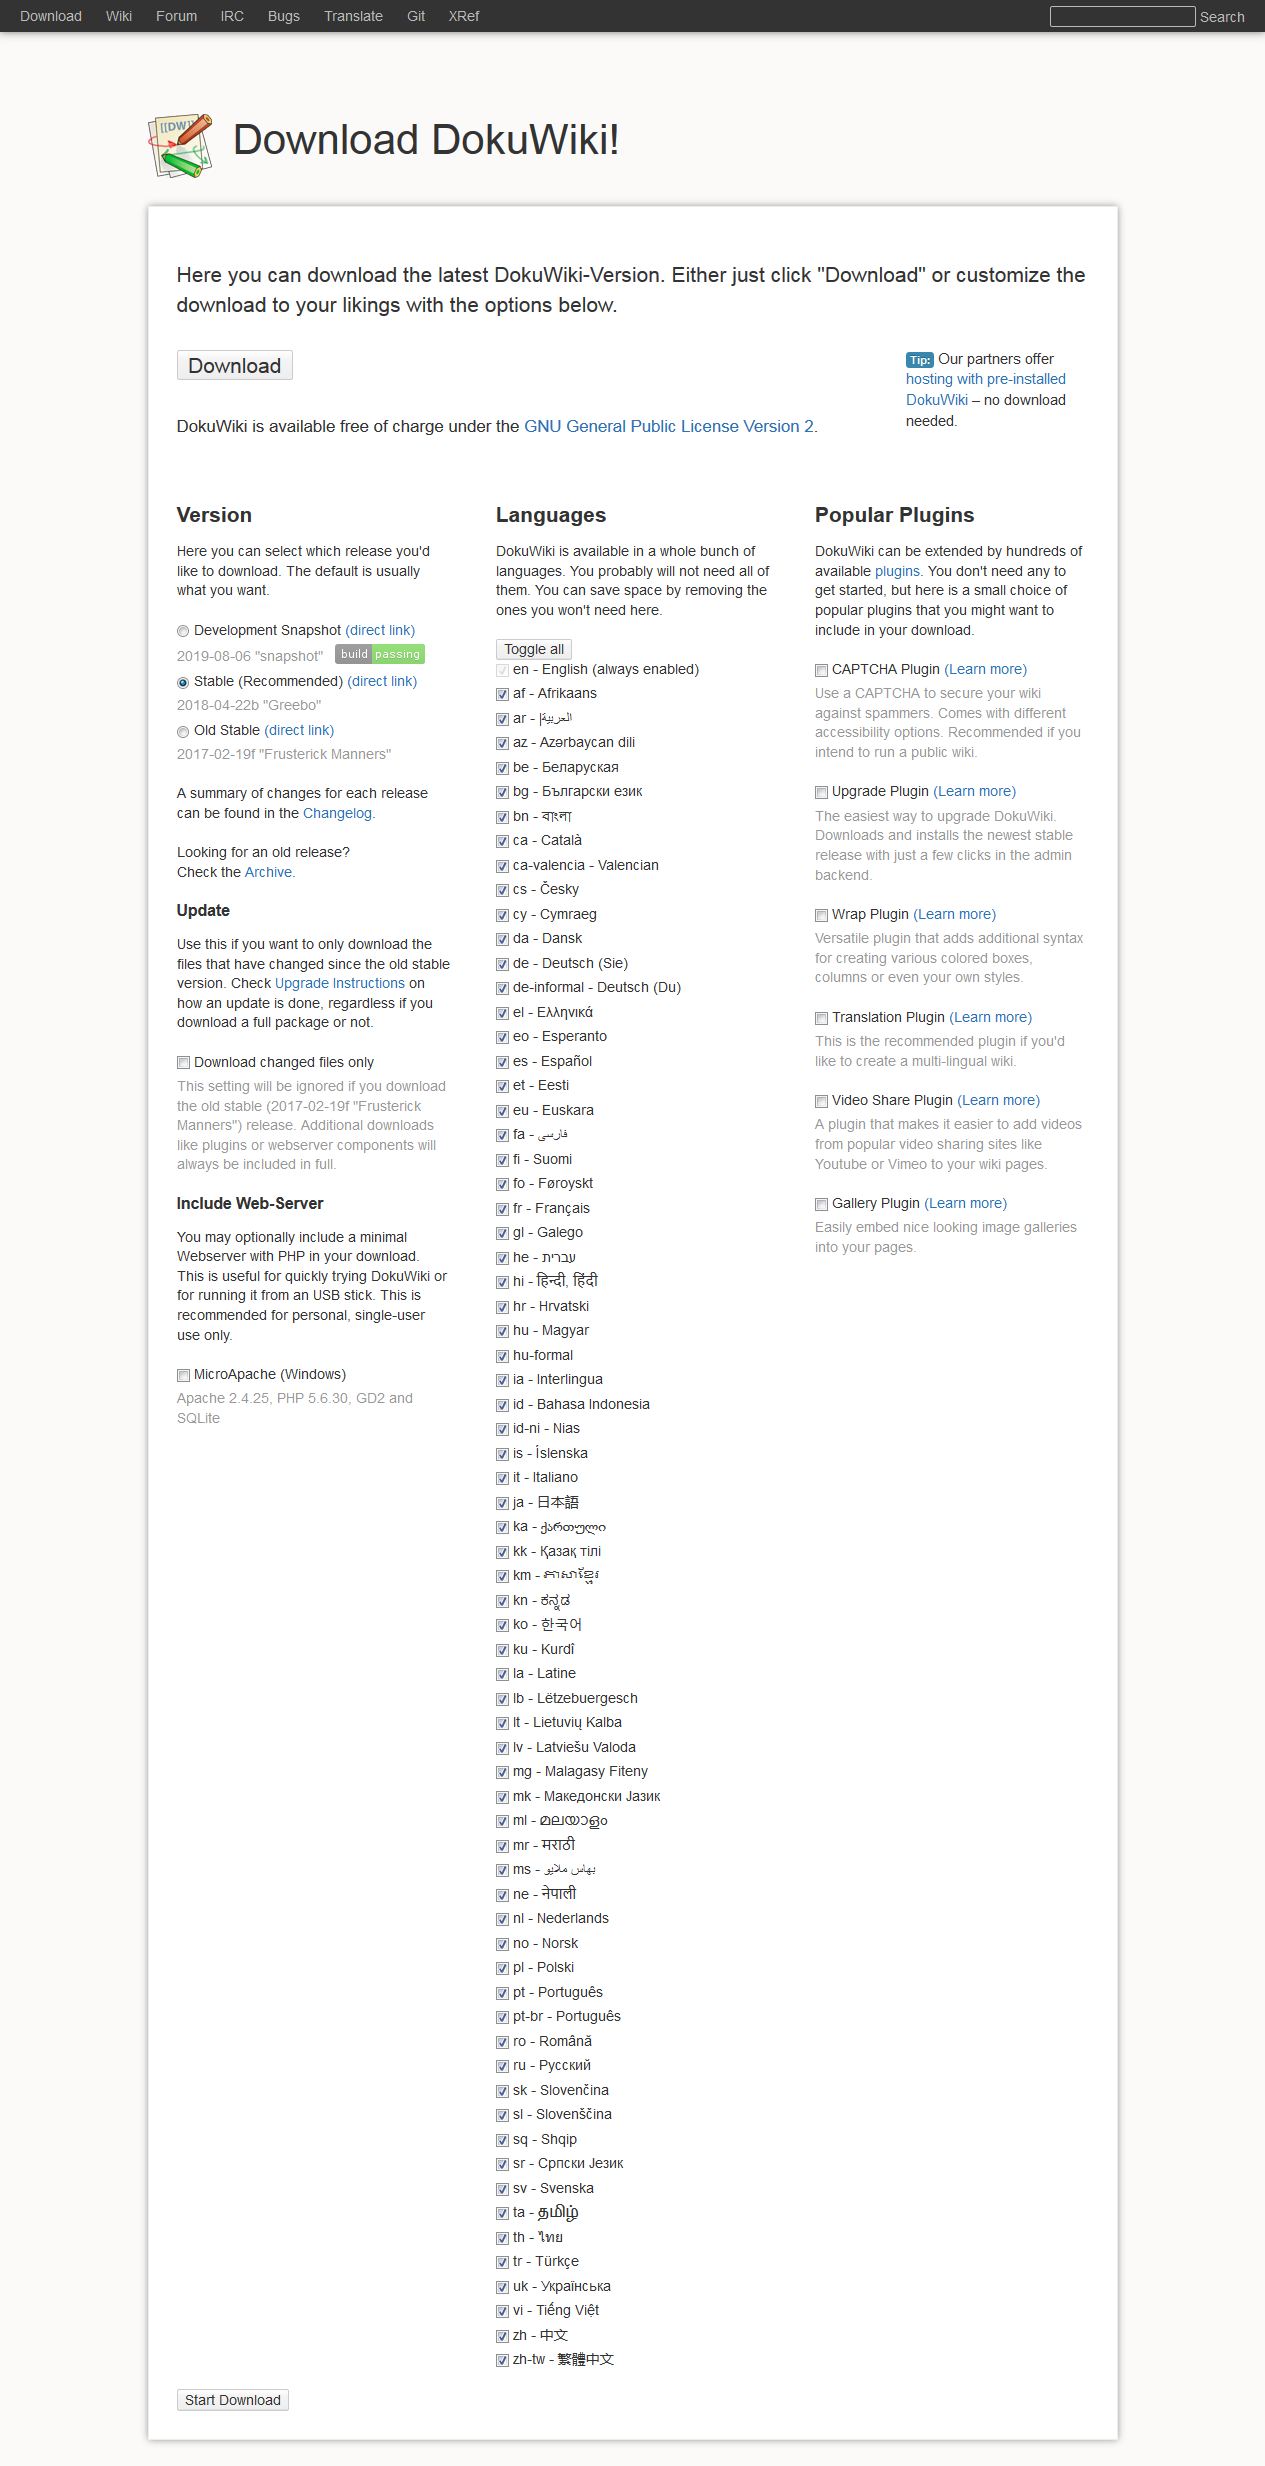 Download Wiki Forum IRC Bugs Translate Git XRef Search
[[DW]]
Download DokuWiki!
Here you can download the latest DokuWiki-Version. Either just click "Download" or customize the
download to your likings with the options below.
Download
Tip: Our partners offer
hosting with pre-installed
DokuWiki – no download
needed.
DokuWiki is available free of charge under the GNU General Public License Version 2.
Version
Here you can select which release you'd
like to download. The default is usually
what you want.
Development Snapshot (direct link)
2019-08-06 "snapshot" build passing
Stable (Recommended) (direct link)
2018-04-22b "Greebo"
Old Stable (direct link)
2017-02-19f "Frusterick Manners"
A summary of changes for each release
can be found in the Changelog.
Looking for an old release?
Check the Archive.
Update
Use this if you want to only download the
files that have changed since the old stable
version. Check Upgrade Instructions on
how an update is done, regardless if you
download a full package or not.
Download changed files only
This setting will be ignored if you download
the old stable (2017-02-19f "Frusterick
Manners") release. Additional downloads
like plugins or webserver components will
always be included in full.
Include Web-Server
You may optionally include a minimal
Webserver with PHP in your download.
This is useful for quickly trying DokuWiki or
for running it from an USB stick. This is
recommended for personal, single-user
use only.
MicroApache (Windows)
Apache 2.4.25, PHP 5.6.30, GD2 and
SQLite
Languages
DokuWiki is available in a whole bunch of
languages. You probably will not need all of
them. You can save space by removing the
ones you won't need here.
Toggle all
en - English (always enabled)
af - Afrikaans
ar - العربية|
az - Azərbaycan dili
be - Беларуская
bg - Български език
bn - বাংলা
ca - Català
ca-valencia - Valencian
cs - Česky
cy - Cymraeg
da - Dansk
de - Deutsch (Sie)
de-informal - Deutsch (Du)
el - Ελληνικά
eo - Esperanto
es - Español
et - Eesti
eu - Euskara
fa - فارسی
fi - Suomi
fo - Føroyskt
fr - Français
gl - Galego
he - עברית
hi - हिन्दी, हिंदी
hr - Hrvatski
hu - Magyar
hu-formal
ia - Interlingua
id - Bahasa Indonesia
id-ni - Nias
is - Íslenska
it - Italiano
ja - 日本語
ka - ქართული
kk - Қазақ тілі
km - ភាសាខ្មែរ
kn - ಕನ್ನಡ
ko - 한국어
ku - Kurdî
la - Latine
lb - Lëtzebuergesch
lt - Lietuvių Kalba
lv - Latviešu Valoda
mg - Malagasy Fiteny
mk - Македонски Јазик
ml - മലയാളം
mr - मराठी
ms - بهاس ملايو
ne - नेपाली
nl - Nederlands
no - Norsk
pl - Polski
pt - Português
pt-br - Português
ro - Română
ru - Русский
sk - Slovenčina
sl - Slovenščina
sq - Shqip
sr - Српски Језик
sv - Svenska
ta - தமிழ்
th - ไทย
tr - Türkçe
uk - Українська
vi - Tiếng Việt
zh - 中文
zh-tw - 繁體中文
Popular Plugins
DokuWiki can be extended by hundreds of
available plugins. You don't need any to
get started, but here is a small choice of
popular plugins that you might want to
include in your download.
CAPTCHA Plugin (Learn more)
Use a CAPTCHA to secure your wiki
against spammers. Comes with different
accessibility options. Recommended if you
intend to run a public wiki.
Upgrade Plugin (Learn more)
The easiest way to upgrade DokuWiki.
Downloads and installs the newest stable
release with just a few clicks in the admin
backend.
Wrap Plugin (Learn more)
Versatile plugin that adds additional syntax
for creating various colored boxes,
columns or even your own styles.
Translation Plugin (Learn more)
This is the recommended plugin if you'd
like to create a multi-lingual wiki.
Video Share Plugin (Learn more)
A plugin that makes it easier to add videos
from popular video sharing sites like
Youtube or Vimeo to your wiki pages.
Gallery Plugin (Learn more)
Easily embed nice looking image galleries
into your pages.
Start Download